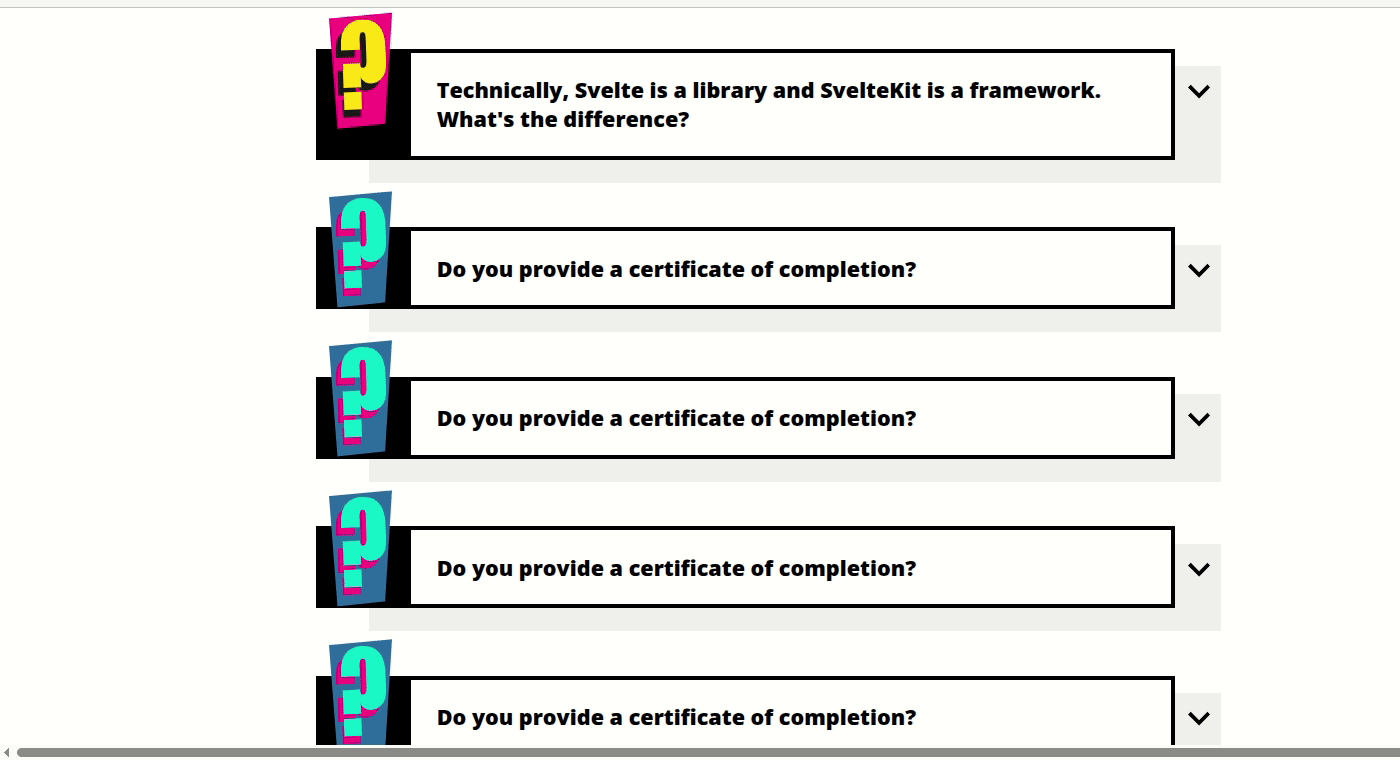 ?
Technically, Svelte is a library and SvelteKit is a framework.
What's the difference?
?
Do you provide a certificate of completion?
?
Do you provide a certificate of completion?
?
Do you provide a certificate of completion?
?
Do you provide a certificate of completion?